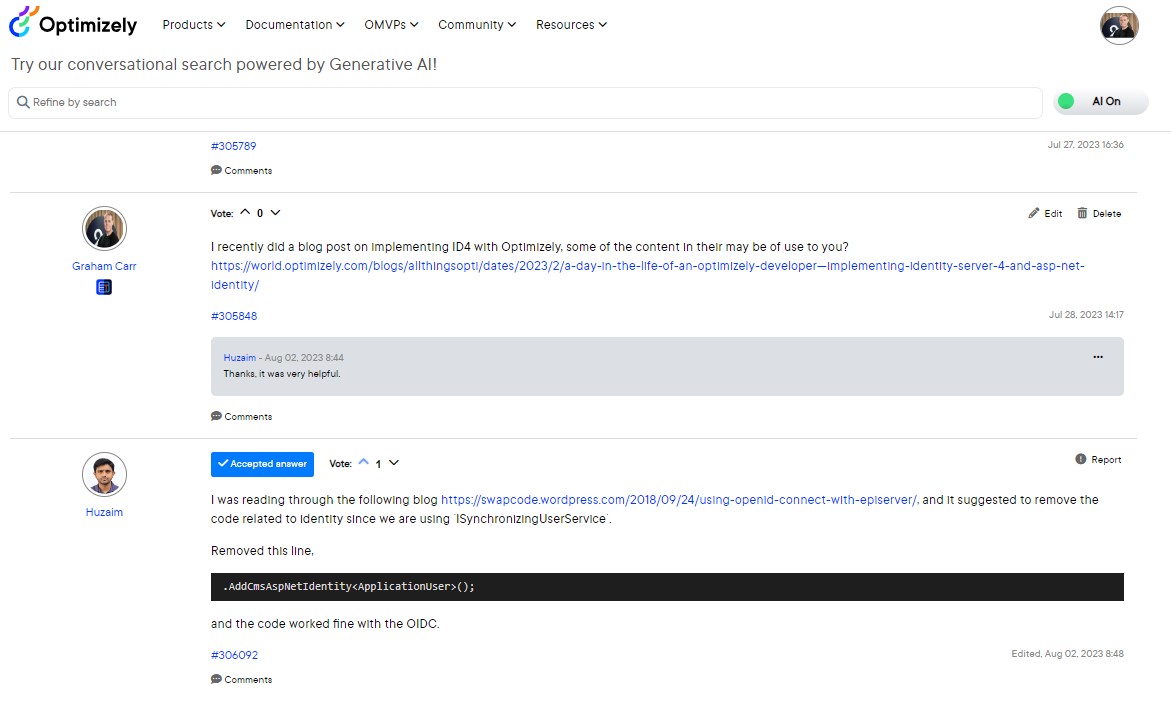 Optimizely Products Documentation OMVPs Community Resources
Try our conversational search powered by Generative AI!
Refine by search AI On
#305789 Jul 27, 2023 16:36
Comments
Vote: 0 Edit Delete
I recently did a blog post on implementing ID4 with Optimizely, some of the content in their may be of use to you?
Graham Carr
https://world.optimizely.com/blogs/allthingsopti/dates/2023/2/a-day-in-the-life-of-an-optimizely-developer—implementing-identity-server-4-and-asp-net-
identity/
#305848 Jul 28, 2023 14:17
Huzaim - Aug 02, 2023 8:44 •••
Thanks, it was very helpful.
Comments
Accepted answer Vote: 1 Report
I was reading through the following blog https://swapcode.wordpress.com/2018/09/24/using-openid-connect-with-episerver/, and it suggested to remove the
Huzaim
code related to identity since we are using `ISynchronizingUserService`.
Removed this line,
.AddCmsAspNetIdentity<ApplicationUser>();
and the code worked fine with the OIDC.
#306092 Edited, Aug 02, 2023 8:48
Comments